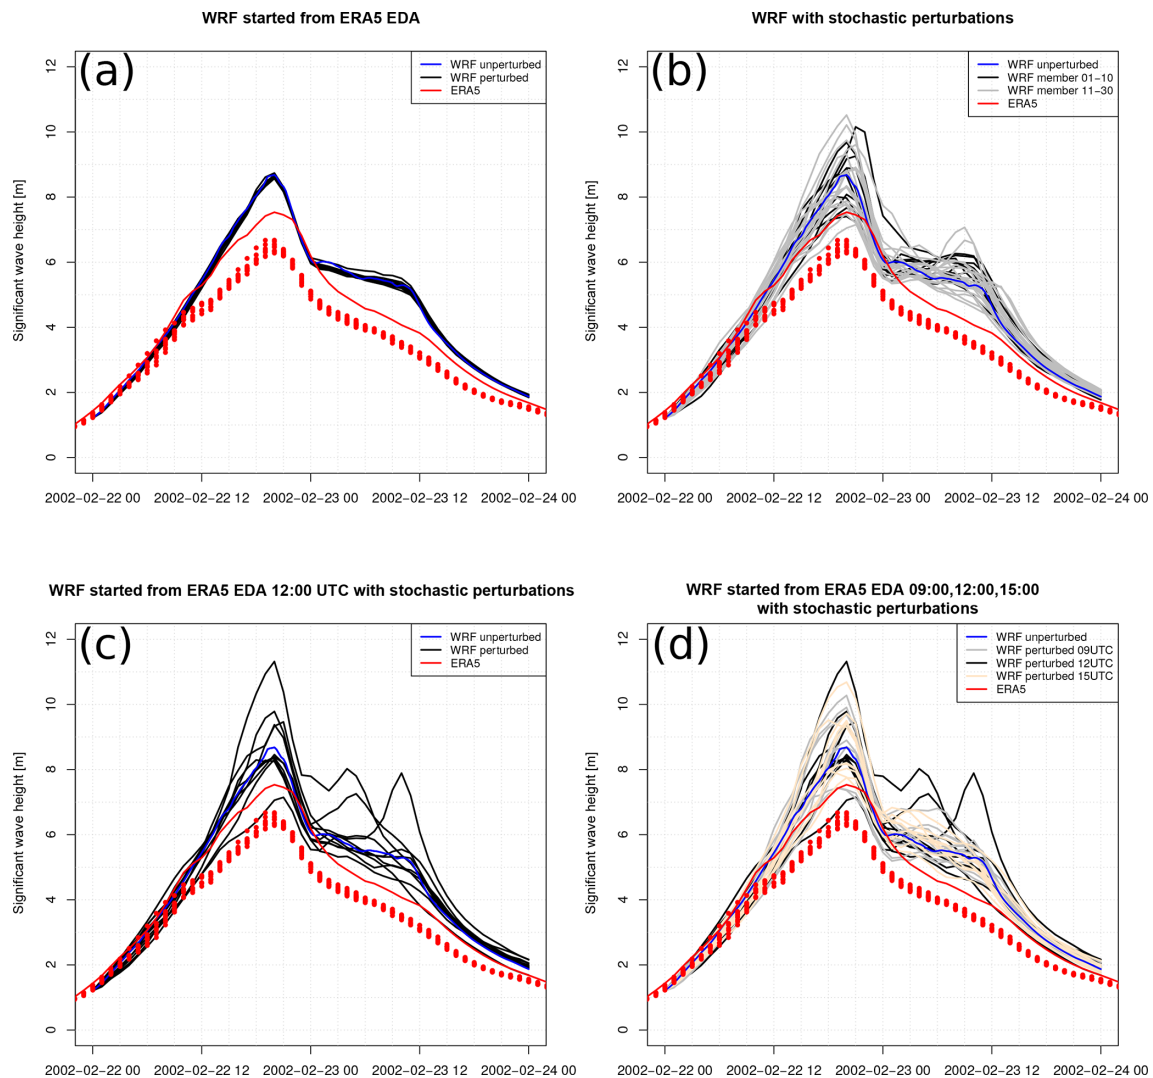 WRF started from ERA5 EDA
(a)
WRF unperturbed
WRF perturbed
ERA5
Significant wave height [m]
0
2
4
6
8
10
12
2002−02−22 00
2002−02−22 12
2002−02−23 00
2002−02−23 12
2002−02−24 00
WRF with stochastic perturbations
(b)
WRF unperturbed
WRF member 01−10
WRF member 11−30
ERA5
Significant wave height [m]
0
2
4
6
8
10
12
2002−02−22 00
2002−02−22 12
2002−02−23 00
2002−02−23 12
2002−02−24 00
WRF started from ERA5 EDA 12:00 UTC with stochastic perturbations
(c)
WRF unperturbed
WRF perturbed
ERA5
Significant wave height [m]
0
2
4
6
8
10
12
2002−02−22 00
2002−02−22 12
2002−02−23 00
2002−02−23 12
2002−02−24 00
WRF started from ERA5 EDA 09:00,12:00,15:00
with stochastic perturbations
(d)
WRF unperturbed
WRF perturbed 09UTC
WRF perturbed 12UTC
WRF perturbed 15UTC
ERA5
Significant wave height [m]
0
2
4
6
8
10
12
2002−02−22 00
2002−02−22 12
2002−02−23 00
2002−02−23 12
2002−02−24 00